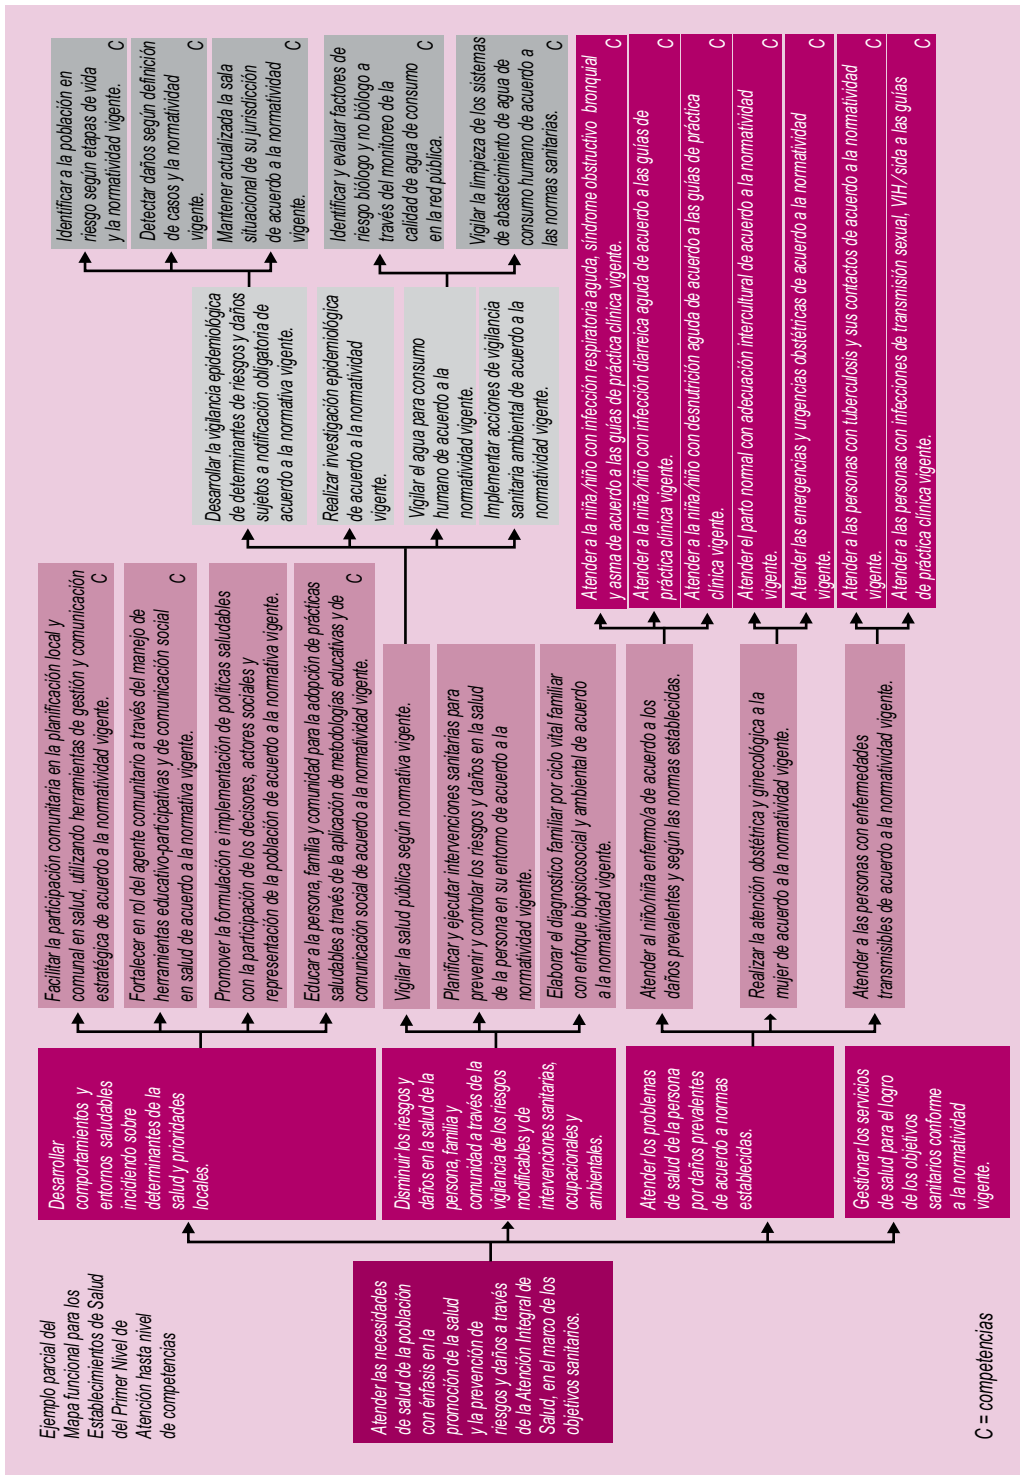 Ejemplo parcial del
Mapa funcional para los
Establecimientos de Salud
del Primer Nivel de
Atención hasta nivel
de competencias
Atender las necesidades
de salud de la población
con énfasis en la
promoción de la salud
y la prevención de
riesgos y daños a través
de la Atención Integral de
Salud, en el marco de los
objetivos sanitarios.
Desarrollar
comportamientos y
entornos saludables
incidiendo sobre
determinantes de la
salud y prioridades
locales.
Disminuir los riesgos y
daños en la salud de la
persona, familia y
comunidad a través de la
vigilancia de los riesgos
modificables y de
intervenciones sanitarias,
ocupacionales y
ambientales.
Atender los problemas
de salud de la persona
por daños prevalentes
de acuerdo a normas
establecidas.
Gestionar los servicios
de salud para el logro
de los objetivos
sanitarios conforme
a la normatividad
vigente.
Facilitar la participación comunitaria en la planificación local y
comunal en salud, utilizando herramientas de gestión y comunicación
estratégica de acuerdo a la normatividad vigente. C
Fortalecer en rol del agente comunitario a través del manejo de
herramientas educativo-participativas y de comunicación social
en salud de acuerdo a la normativa vigente. C
Promover la formulación e implementación de políticas saludables
con la participación de los decisores, actores sociales y
representación de la población de acuerdo a la normativa vigente.
Educar a la persona, familia y comunidad para la adopción de prácticas
saludables a través de la aplicación de metodologías educativas y de
comunicación social de acuerdo a la normatividad vigente. C
Vigilar la salud pública según normativa vigente.
Planificar y ejecutar intervenciones sanitarias para
prevenir y controlar los riesgos y daños en la salud
de la persona en su entorno de acuerdo a la
normatividad vigente.
Elaborar el diagnostico familiar por ciclo vital familiar
con enfoque biopsicosocial y ambiental de acuerdo
a la normatividad vigente.
Atender al niño/niña enfermo/a de acuerdo a los
daños prevalentes y según las normas establecidas.
Realizar la atención obstétrica y ginecológica a la
mujer de acuerdo a la normatividad vigente.
Atender a las personas con enfermedades
transmisibles de acuerdo a la normatividad vigente.
Desarrollar la vigilancia epidemiológica
de determinantes de riesgos y daños
sujetos a notificación obligatoria de
acuerdo a la normativa vigente.
Realizar investigación epidemiológica
de acuerdo a la normatividad
vigente.
Vigilar el agua para consumo
humano de acuerdo a la
normatividad vigente.
Implementar acciones de vigilancia
sanitaria ambiental de acuerdo a la
normatividad vigente.
Identificar a la población en
riesgo según etapas de vida
y la normatividad vigente. C
Detectar daños según definición
de casos y la normatividad
vigente. C
Mantener actualizada la sala
situacional de su jurisdicción
de acuerdo a la normatividad
vigente. C
Identificar y evaluar factores de
riesgo biólogo y no biólogo a
través del monitoreo de la
calidad de agua de consumo
en la red pública. C
Vigilar la limpieza de los sistemas
de abastecimiento de agua de
consumo humano de acuerdo a
las normas sanitarias. C
Atender a la niña/niño con infección respiratoria aguda, síndrome obstructivo bronquial
y asma de acuerdo a las guías de práctica clínica vigente. C
Atender a la niña/niño con infección diarreica aguda de acuerdo a las guías de
práctica clínica vigente. C
Atender a la niña/niño con desnutrición aguda de acuerdo a las guías de práctica
clínica vigente. C
Atender el parto normal con adecuación intercultural de acuerdo a la normatividad
vigente. C
Atender las emergencias y urgencias obstétricas de acuerdo a la normatividad
vigente. C
Atender a las personas con tuberculosis y sus contactos de acuerdo a la normatividad
vigente. C
Atender a las personas con infecciones de transmisión sexual, VIH/sida a las guías
de práctica clínica vigente. C
C = competencias